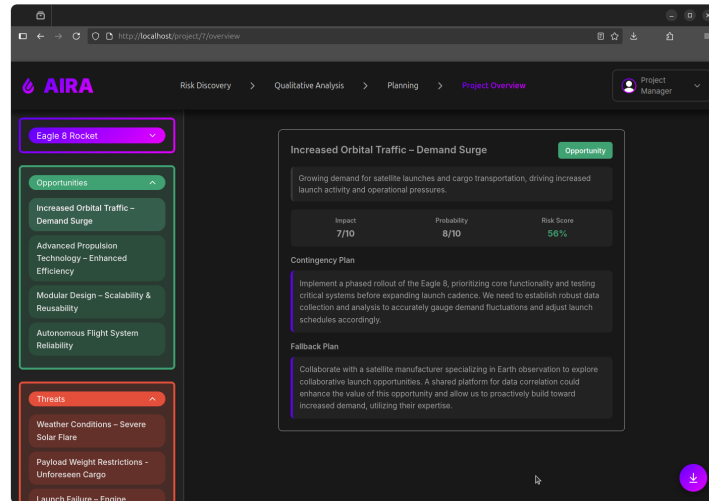 http://localhost/project/7/overview
AIRA
Risk Discovery > Qualitative Analysis > Planning > Project Overview
Project
Manager
Eagle 8 Rocket
Opportunities
Increased Orbital Traffic –
Demand Surge
Advanced Propulsion
Technology – Enhanced
Efficiency
Modular Design – Scalability &
Reusability
Autonomous Flight System
Reliability
Threats
Weather Conditions – Severe
Solar Flare
Payload Weight Restrictions -
Unforeseen Cargo
Launch Failure – Engine
Increased Orbital Traffic – Demand Surge
Opportunity
Growing demand for satellite launches and cargo transportation, driving increased
launch activity and operational pressures.
Impact
7/10
Probability
8/10
Risk Score
56%
Contingency Plan
Implement a phased rollout of the Eagle 8, prioritizing core functionality and testing
critical systems before expanding launch cadence. We need to establish robust data
collection and analysis to accurately gauge demand fluctuations and adjust launch
schedules accordingly.
Fallback Plan
Collaborate with a satellite manufacturer specializing in Earth observation to explore
collaborative launch opportunities. A shared platform for data correlation could
enhance the value of this opportunity and allow us to proactively build toward
increased demand, utilizing their expertise.